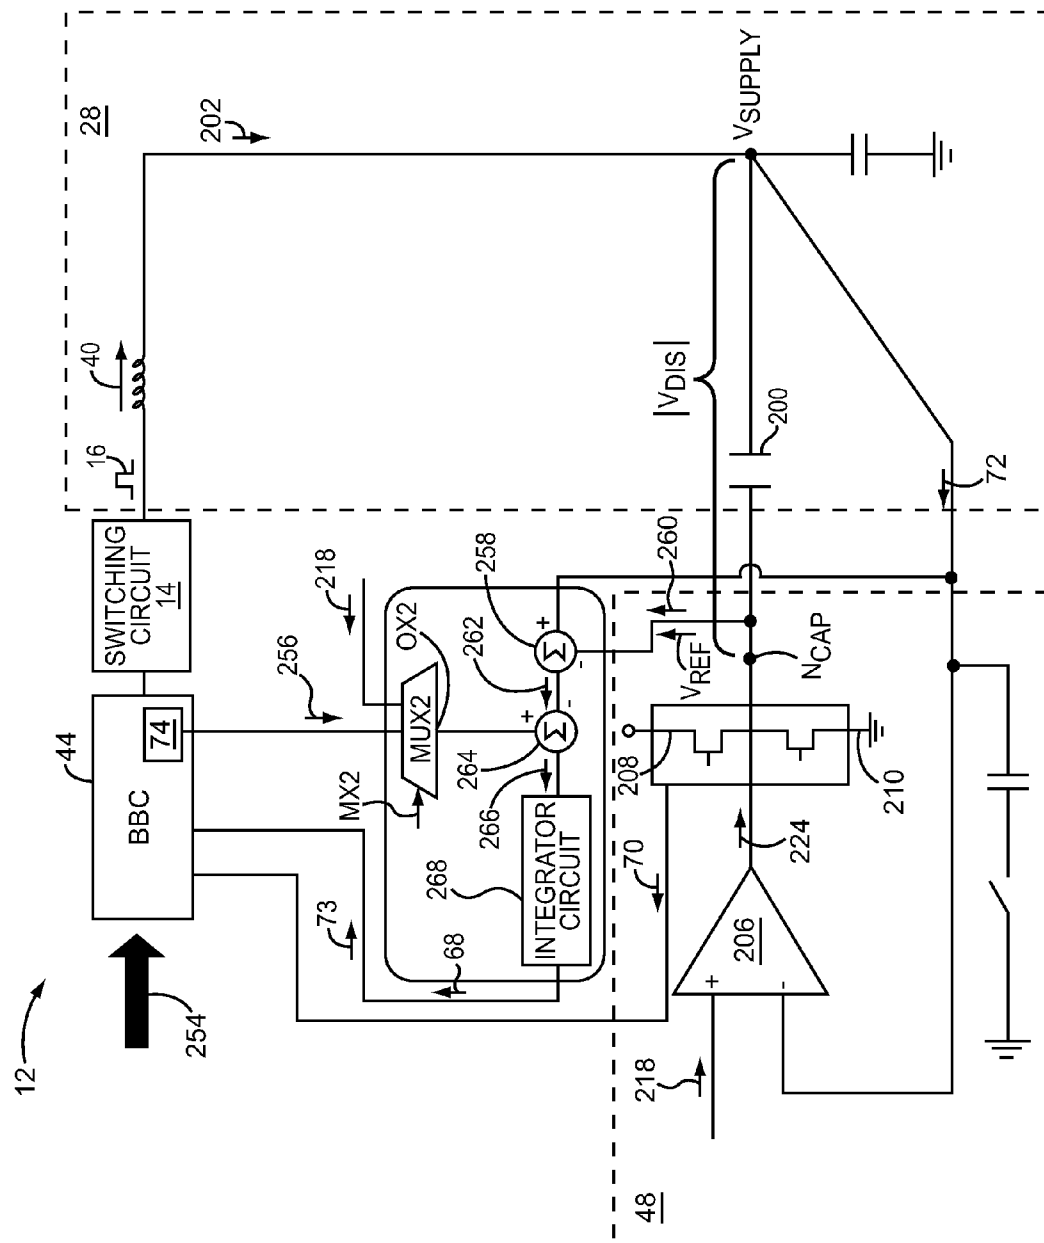 12
28
44
254
BBC
74
SWITCHING
CIRCUIT
14
16
40
202
256
73
218
MX2
MUX2
OX2
68
268
INTEGRATOR
CIRCUIT
266
264
Σ
+
-
262
258
Σ
+
-
48
70
208
VREF
260
|VDIS|
218
+
-
206
224
210
NCAP
200
VSUPPLY
72